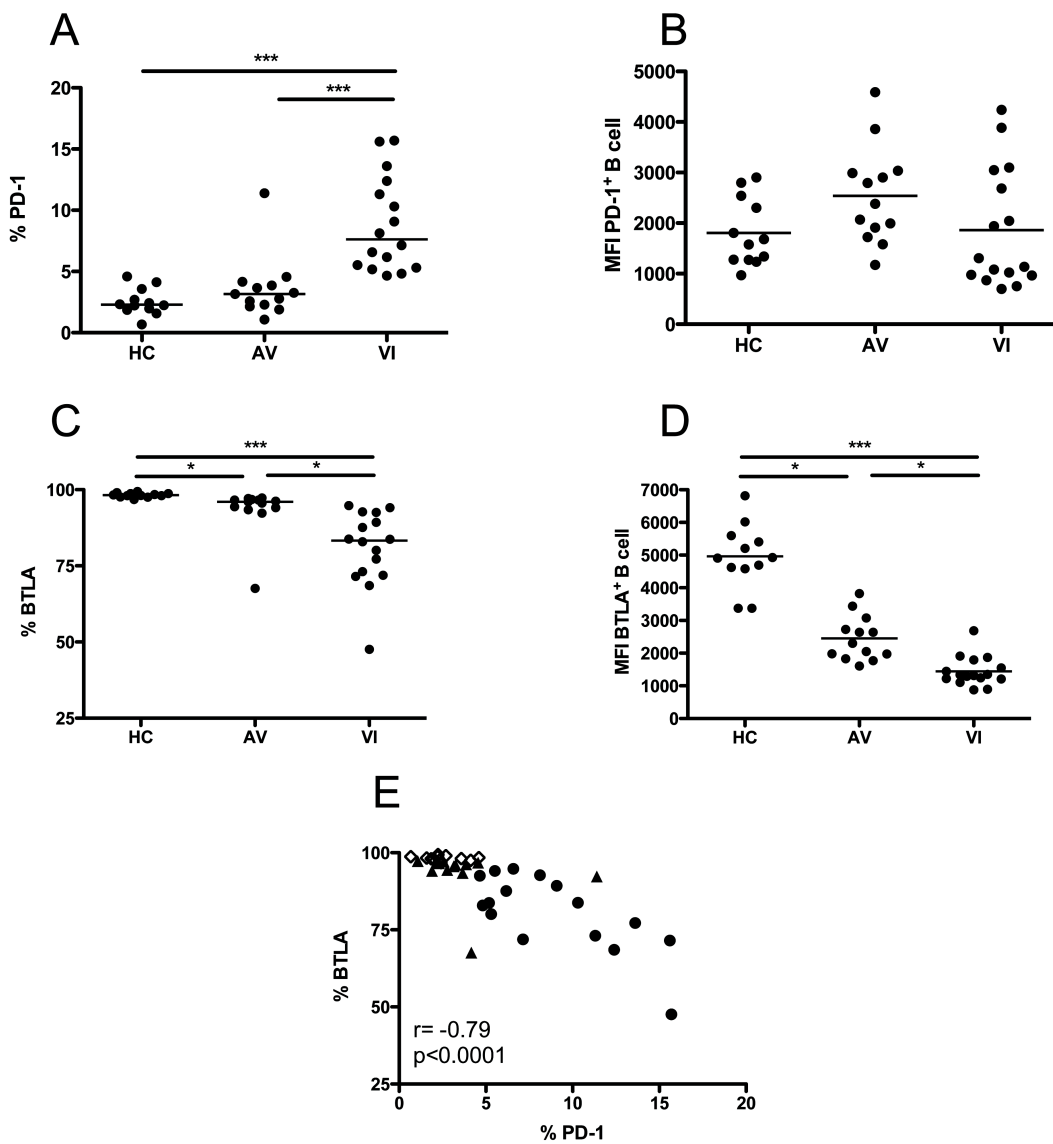 A
***
***
20
15
10
5
0
% PD-1
HC AV VI
B
5000
4000
3000
2000
1000
0
MFI PD-1+ B cell
HC AV VI
C
***
* *
100
75
50
25
% BTLA
HC AV VI
D
***
* *
7000
6000
5000
4000
3000
2000
1000
0
MFI BTLA+ B cell
HC AV VI
E
100
75
50
25
% BTLA
r= -0.79
p<0.0001
0 5 10 15 20
% PD-1